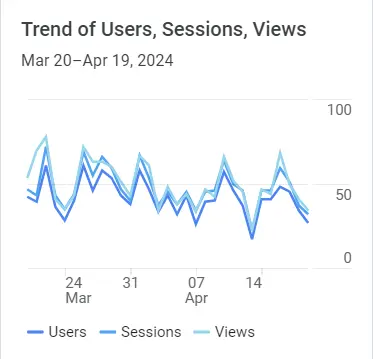 Trend of Users, Sessions, Views
Mar 20–Apr 19, 2024
100
50
0
24 31 07 14
Mar Apr
Users Sessions Views